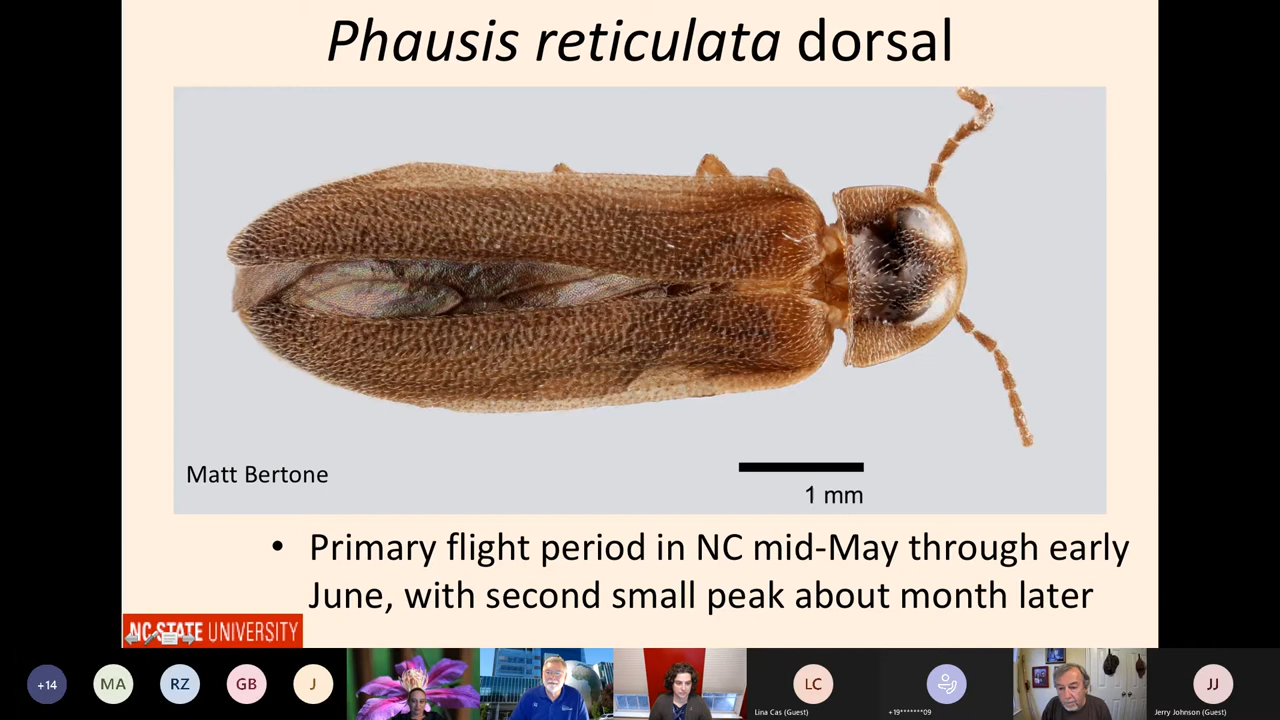 Phausis reticulata dorsal
Matt Bertone
1 mm
• Primary flight period in NC mid-May through early
June, with second small peak about month later
NC STATE UNIVERSITY
+14
MA
RZ
GB
J
LC
JJ
Lina Cas (Guest)
+19*******09
Jerry Johnson (Guest)